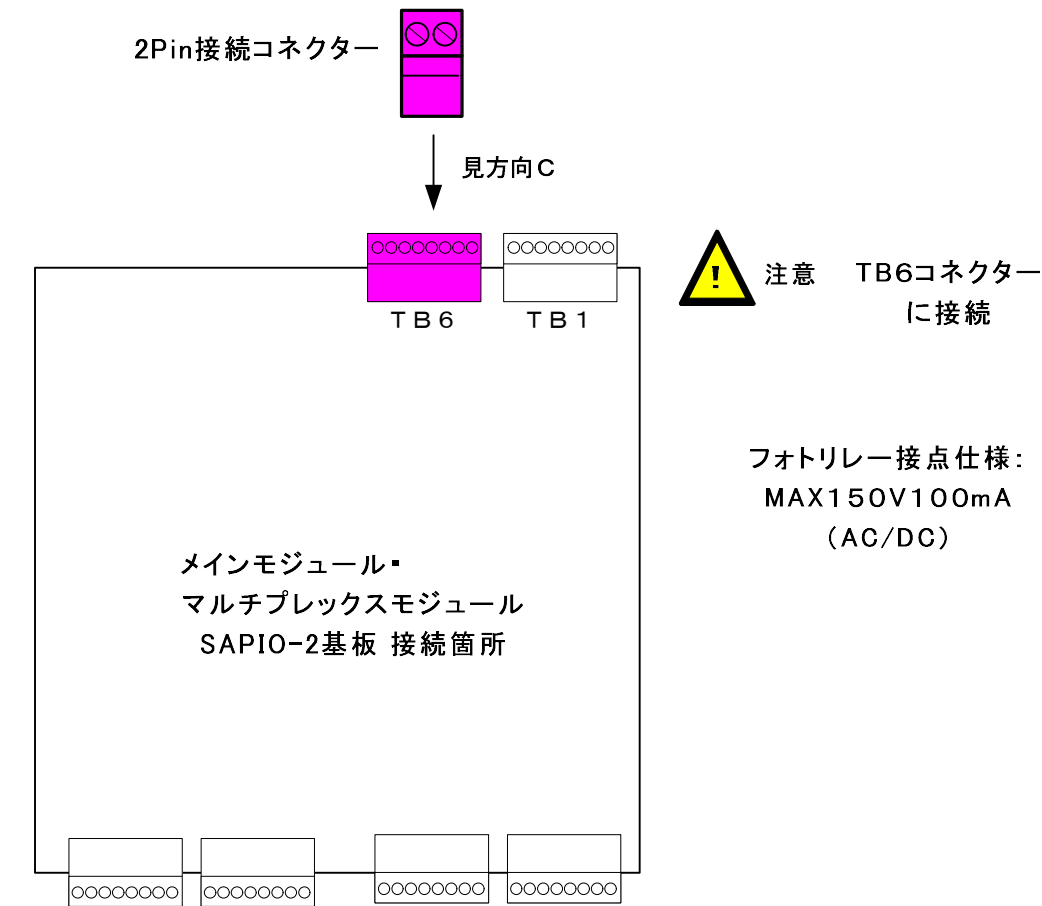 2Pin接続コネクター
見方向C
TB6
TB1
!
注意 TB6コネクター
に接続
フォトリレー接点仕様:
MAX150V100mA
(AC/DC)
メインモジュール・
マルチプレックスモジュール
SAPIO-2基板 接続箇所